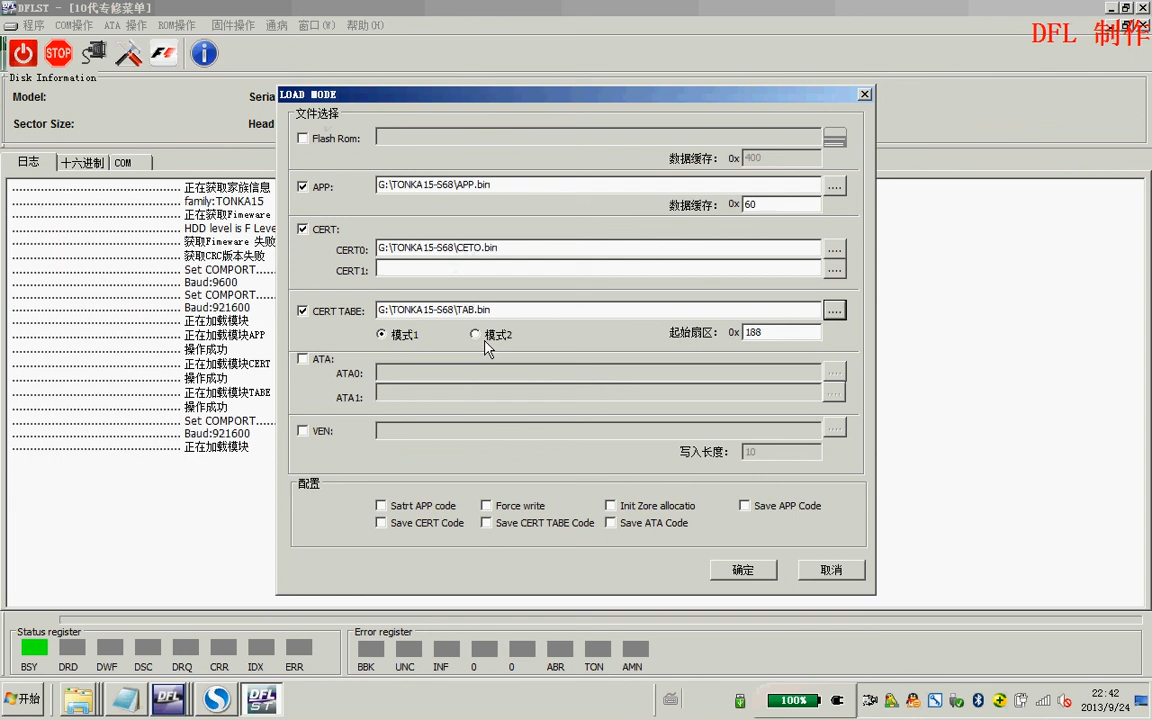 DFLST - [10代专修菜单]
程序 COM操作 ATA 操作 ROM操作 固件操作 通病 窗口(W) 帮助(H)
DFL 制作
STOP
Disk Information
Model:
Seria
Sector Size:
Head
日志 十六进制 COM
正在获取家族信息
family:TONKA15
正在获取Fimeware
HDD level is F Leve
获取Fimeware 失败
获取CRC版本失败
Set COMPORT.....
Baud:9600
Set COMPORT.....
Baud:921600
正在加载模块
正在加载模块APP
操作成功
正在加载模块CERT
操作成功
正在加载模块TABE
操作成功
Set COMPORT.....
Baud:921600
正在加载模块
LOAD MODE
文件选择
Flash Rom:
数据缓存: 0x 400
APP: G:\TONKA15-S68\APP.bin ....
数据缓存: 0x 60
CERT:
CERT0: G:\TONKA15-S68\CETO.bin ....
CERT1: ....
CERT TABE: G:\TONKA15-S68\TAB.bin ....
模式1 模式2 起始扇区: 0x 188
ATA:
ATA0: ....
ATA1: ....
VEN: ....
写入长度: 10
配置
Satrt APP code Force write Init Zore allocatio Save APP Code
Save CERT Code Save CERT TABE Code Save ATA Code
确定 取消
Status register
BSY DRD DWF DSC DRQ CRR IDX ERR
Error register
BBK UNC INF 0 0 ABR TON AMN
开始
DFL
DFL ST
100%
22:42
2013/9/24